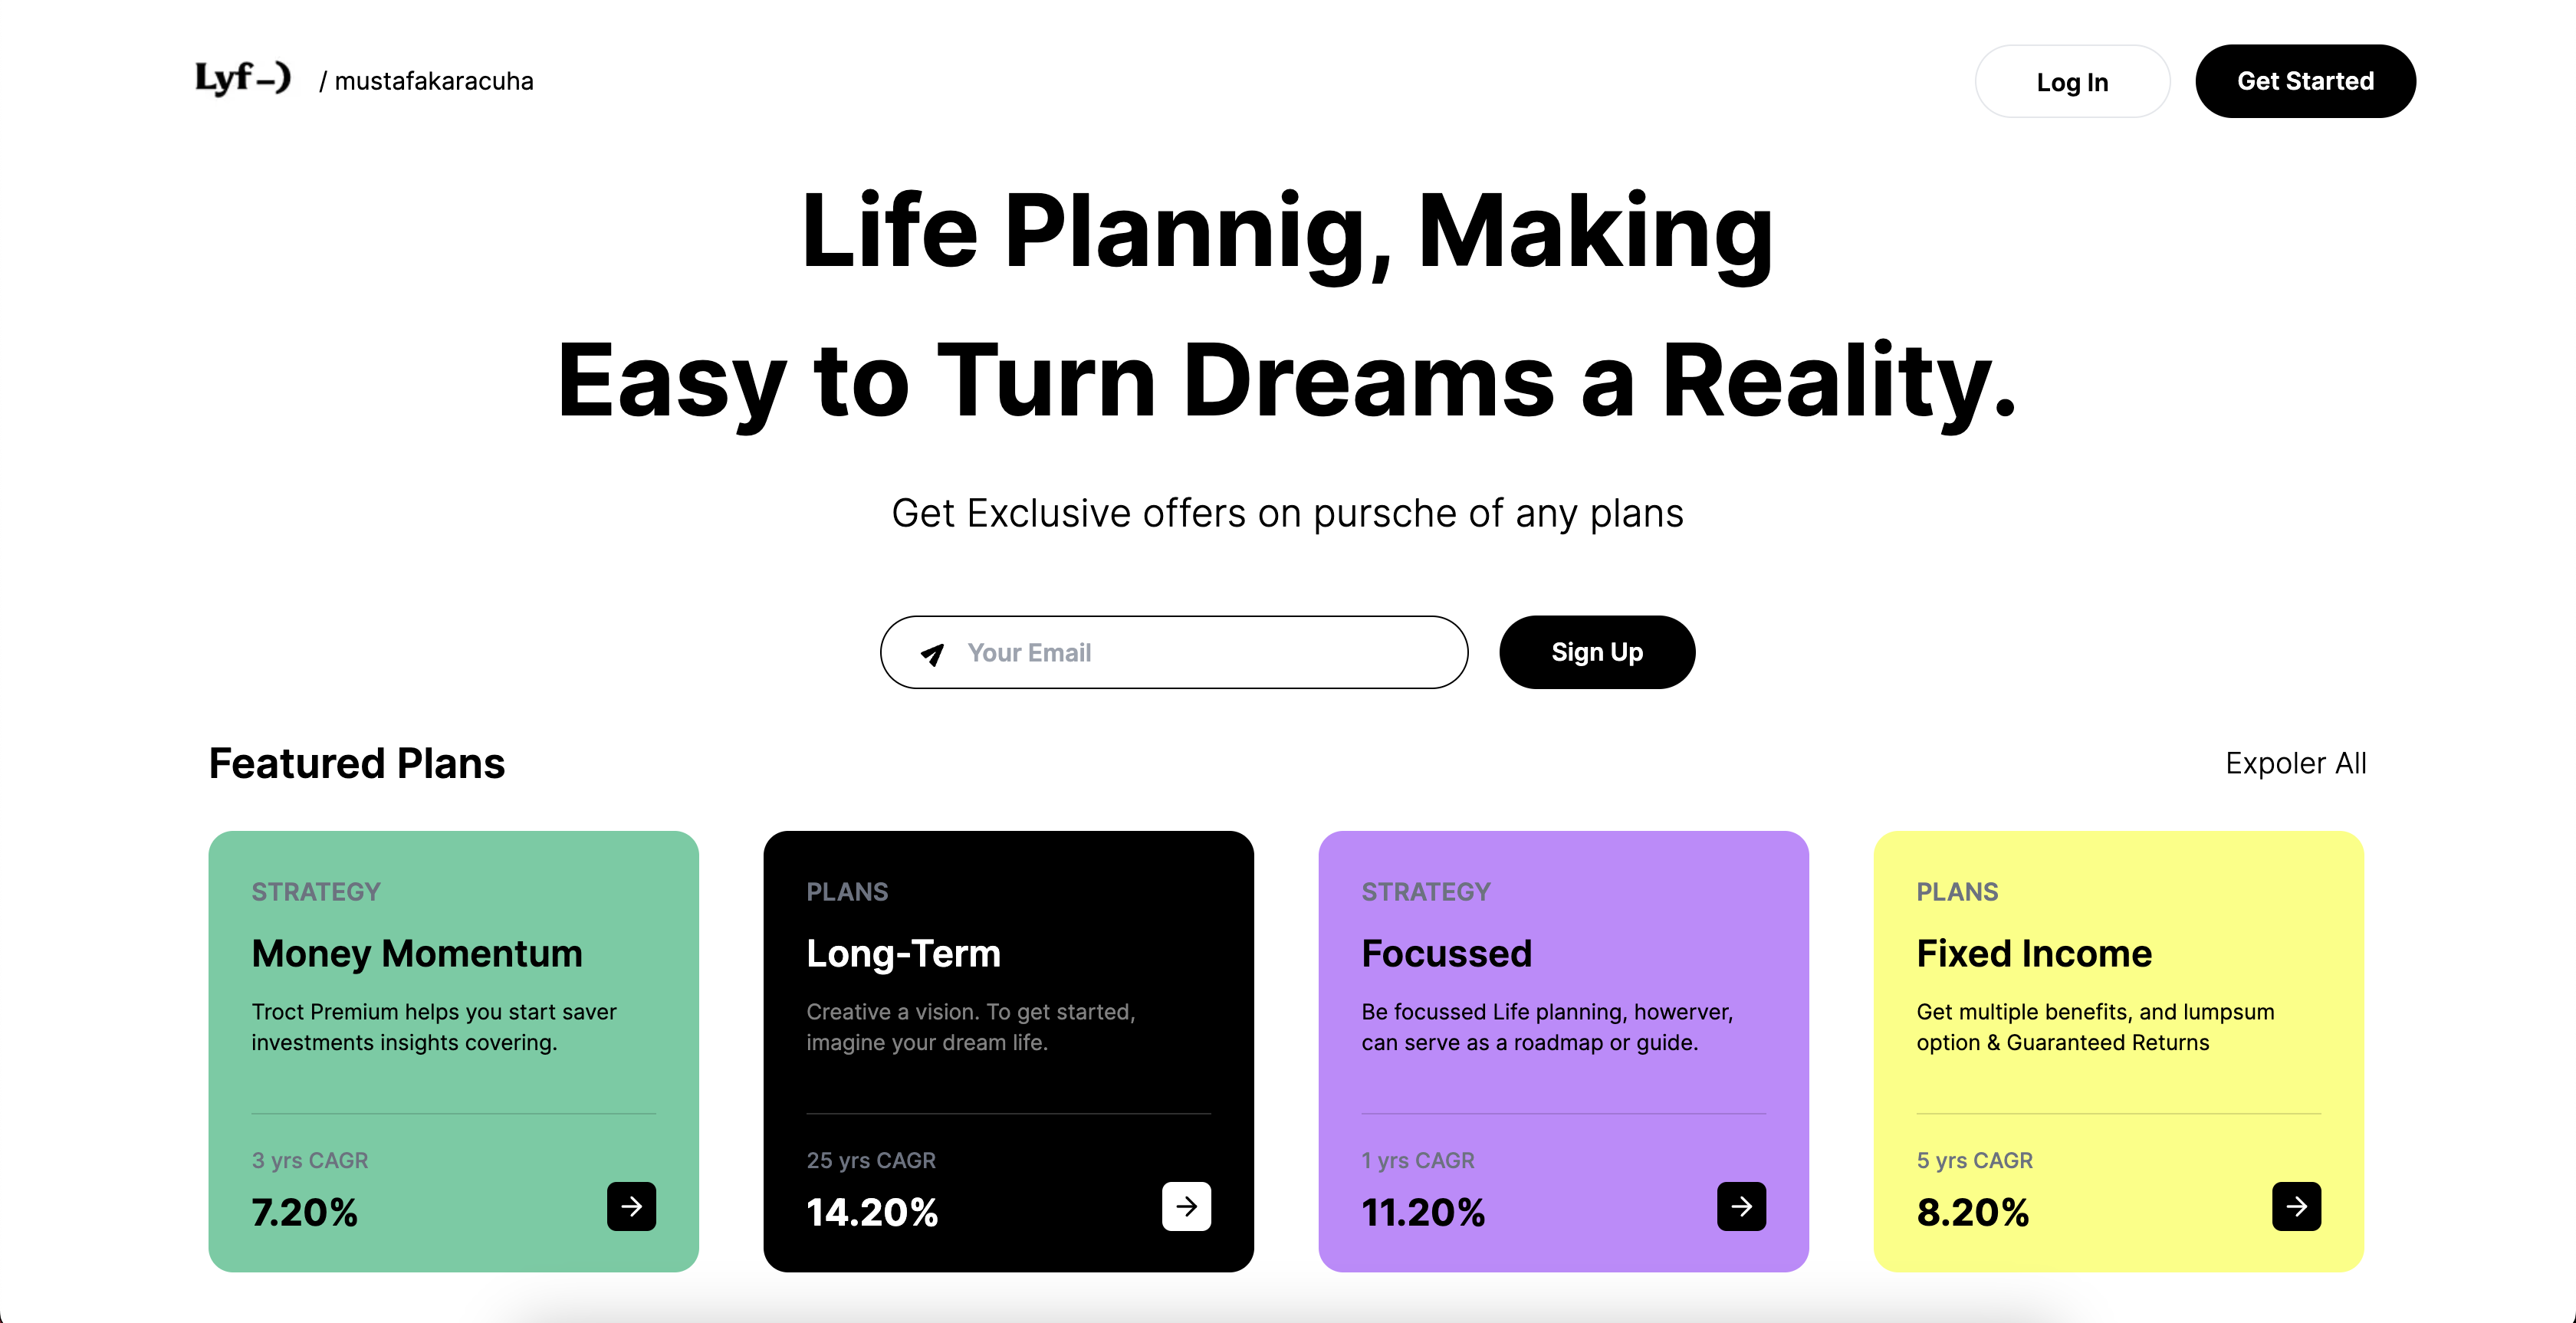 Lyf-) / mustafakaracuha
Log In
Get Started
Life Plannig, Making
Easy to Turn Dreams a Reality.
Get Exclusive offers on pursche of any plans
Your Email
Sign Up
Featured Plans
Expoler All
STRATEGY
Money Momentum
Troct Premium helps you start saver
investments insights covering.
3 yrs CAGR
7.20%
PLANS
Long-Term
Creative a vision. To get started,
imagine your dream life.
25 yrs CAGR
14.20%
STRATEGY
Focussed
Be focussed Life planning, howerver,
can serve as a roadmap or guide.
1 yrs CAGR
11.20%
PLANS
Fixed Income
Get multiple benefits, and lumpsum
option & Guaranteed Returns
5 yrs CAGR
8.20%